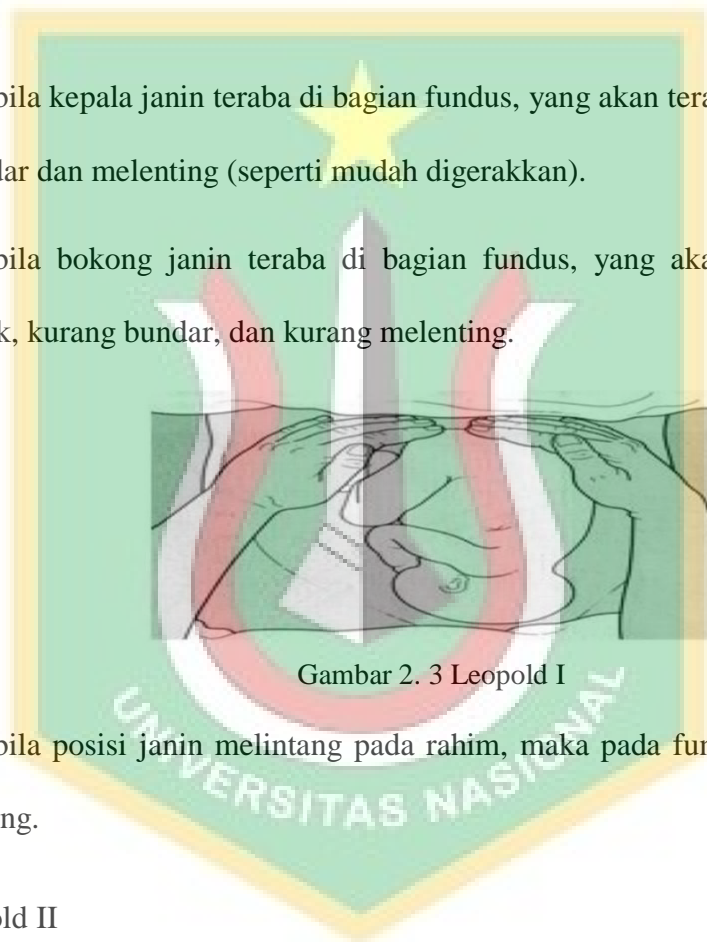 bila kepala janin teraba di bagian fundus, yang akan tera
dar dan melenting (seperti mudah digerakkan).
bila bokong janin teraba di bagian fundus, yang aka
k, kurang bundar, dan kurang melenting.
Gambar 2. 3 Leopold I
bila posisi janin melintang pada rahim, maka pada fun
ng.
old II
UNIVERSITAS NASIONAL